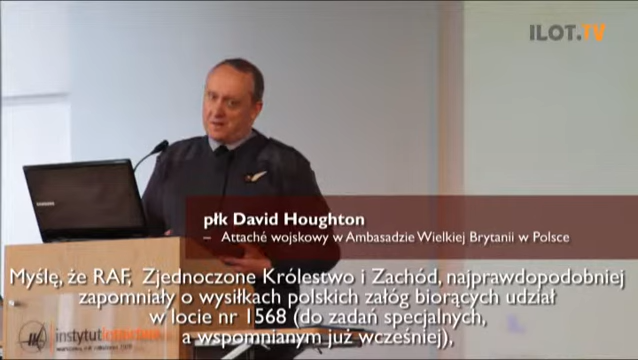 ILOT.TV
płk David Houghton
– Attaché wojskowy w Ambasadzie Wielkiej Brytanii w Polsce
Myślę, że RAF, Zjednoczone Królestwo i Zachód, najprawdopodobniej
zapomniały o wysiłkach polskich załóg biorących udział
w locie nr 1568 (do zadań specjalnych,
a wspomnianym już wcześniej),
instytut lotnictwa